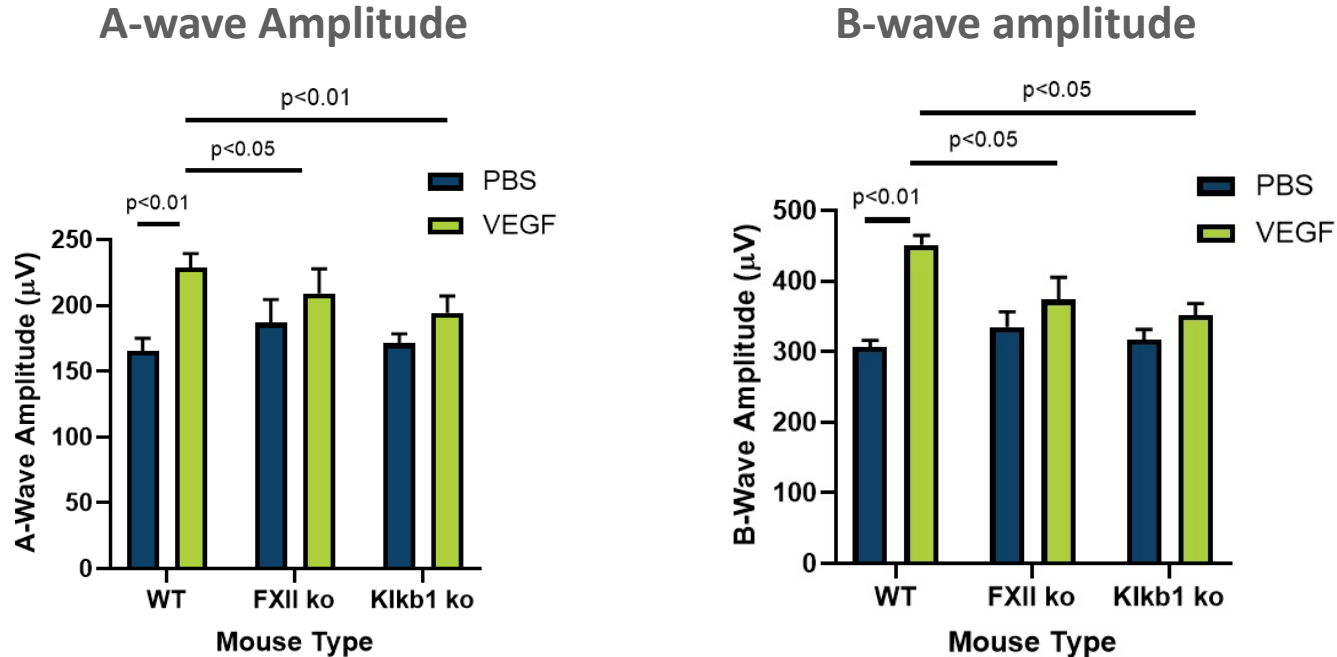 A-wave Amplitude
p<0.01
p<0.05
p<0.01
PBS
VEGF
250
200
150
100
50
0
A-Wave Amplitude (μV)
WT
FXII ko
Klkb1 ko
Mouse Type
B-wave amplitude
p<0.05
p<0.05
p<0.01
PBS
VEGF
500
400
300
200
100
0
B-Wave Amplitude (μV)
WT
FXII ko
Klkb1 ko
Mouse Type